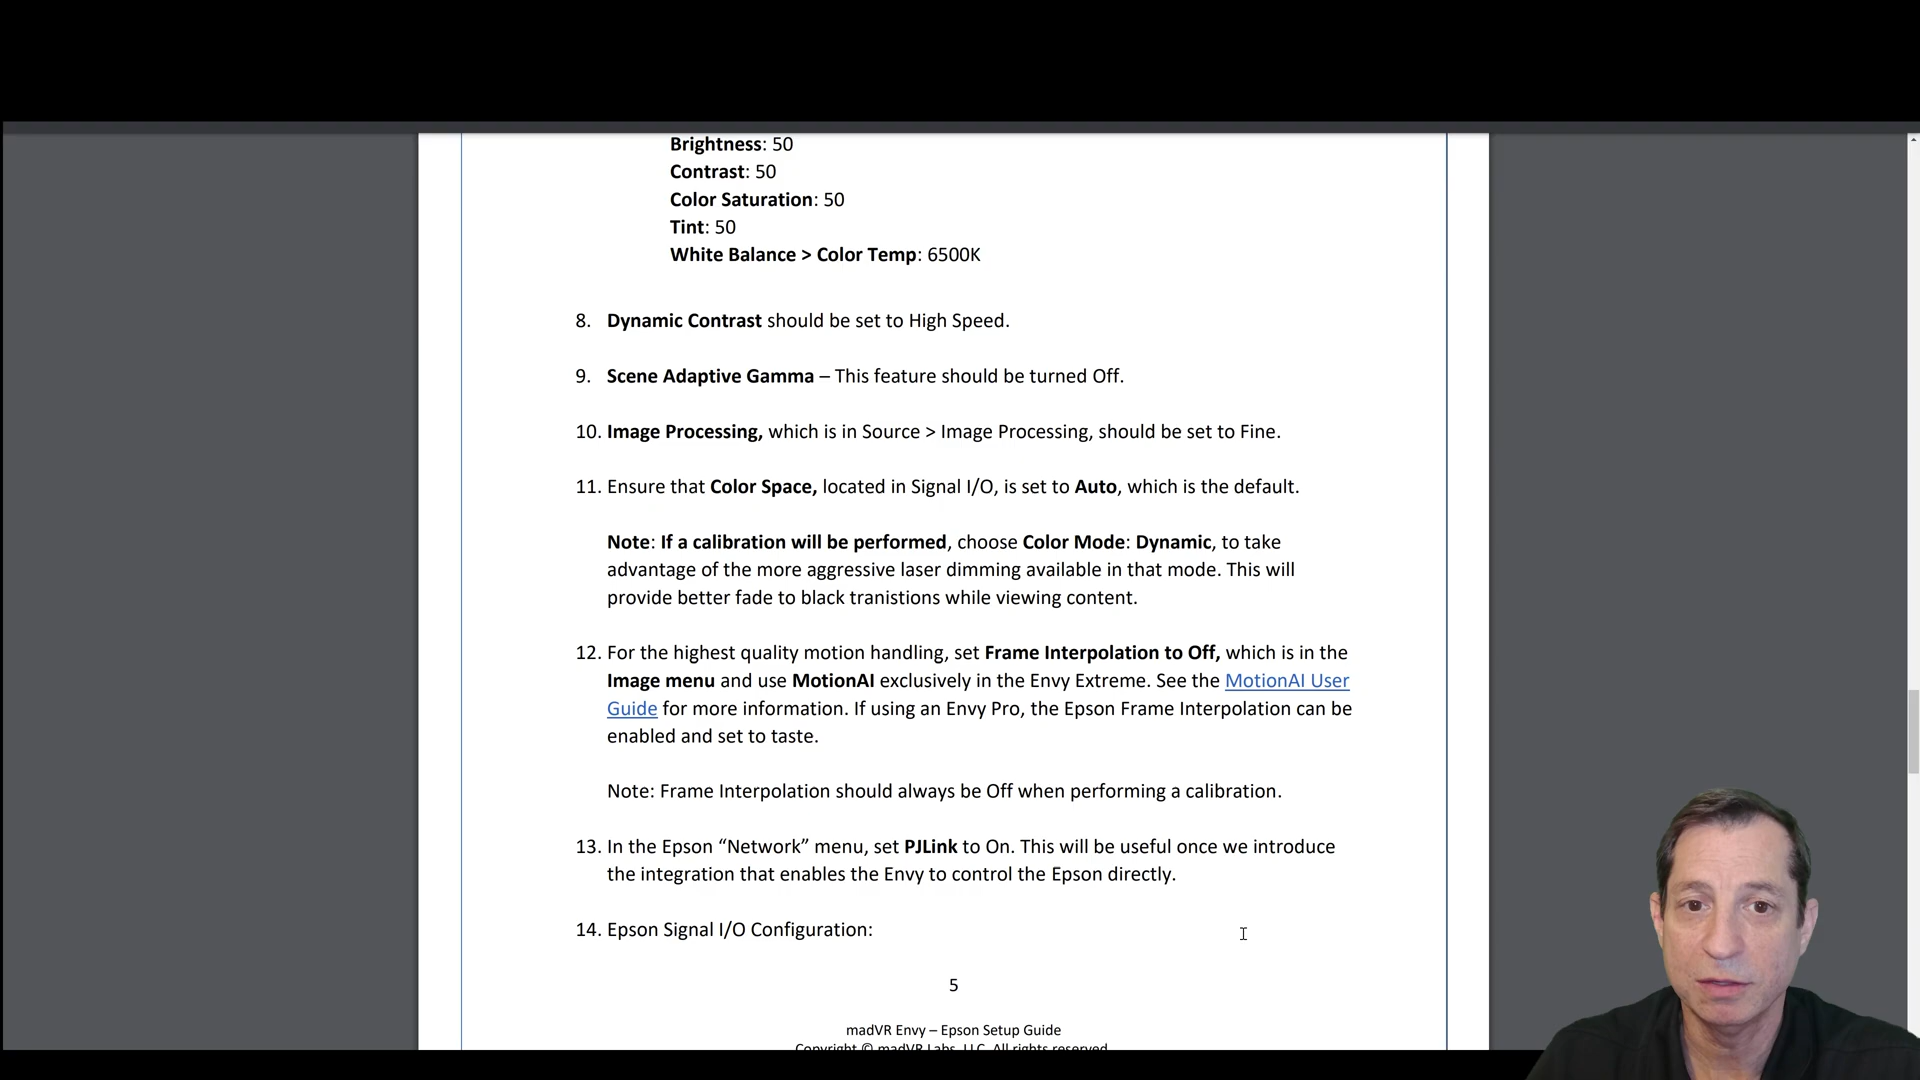 Brightness: 50
Contrast: 50
Color Saturation: 50
Tint: 50
White Balance > Color Temp: 6500K
8. Dynamic Contrast should be set to High Speed.
9. Scene Adaptive Gamma – This feature should be turned Off.
10. Image Processing, which is in Source > Image Processing, should be set to Fine.
11. Ensure that Color Space, located in Signal I/O, is set to Auto, which is the default.
Note: If a calibration will be performed, choose Color Mode: Dynamic, to take
advantage of the more aggressive laser dimming available in that mode. This will
provide better fade to black tranistions while viewing content.
12. For the highest quality motion handling, set Frame Interpolation to Off, which is in the
Image menu and use MotionAI exclusively in the Envy Extreme. See the MotionAI User
Guide for more information. If using an Envy Pro, the Epson Frame Interpolation can be
enabled and set to taste.
Note: Frame Interpolation should always be Off when performing a calibration.
13. In the Epson “Network” menu, set PJLink to On. This will be useful once we introduce
the integration that enables the Envy to control the Epson directly.
14. Epson Signal I/O Configuration:
5
madVR Envy – Epson Setup Guide
Copyright © madVR Labs, LLC. All rights reserved